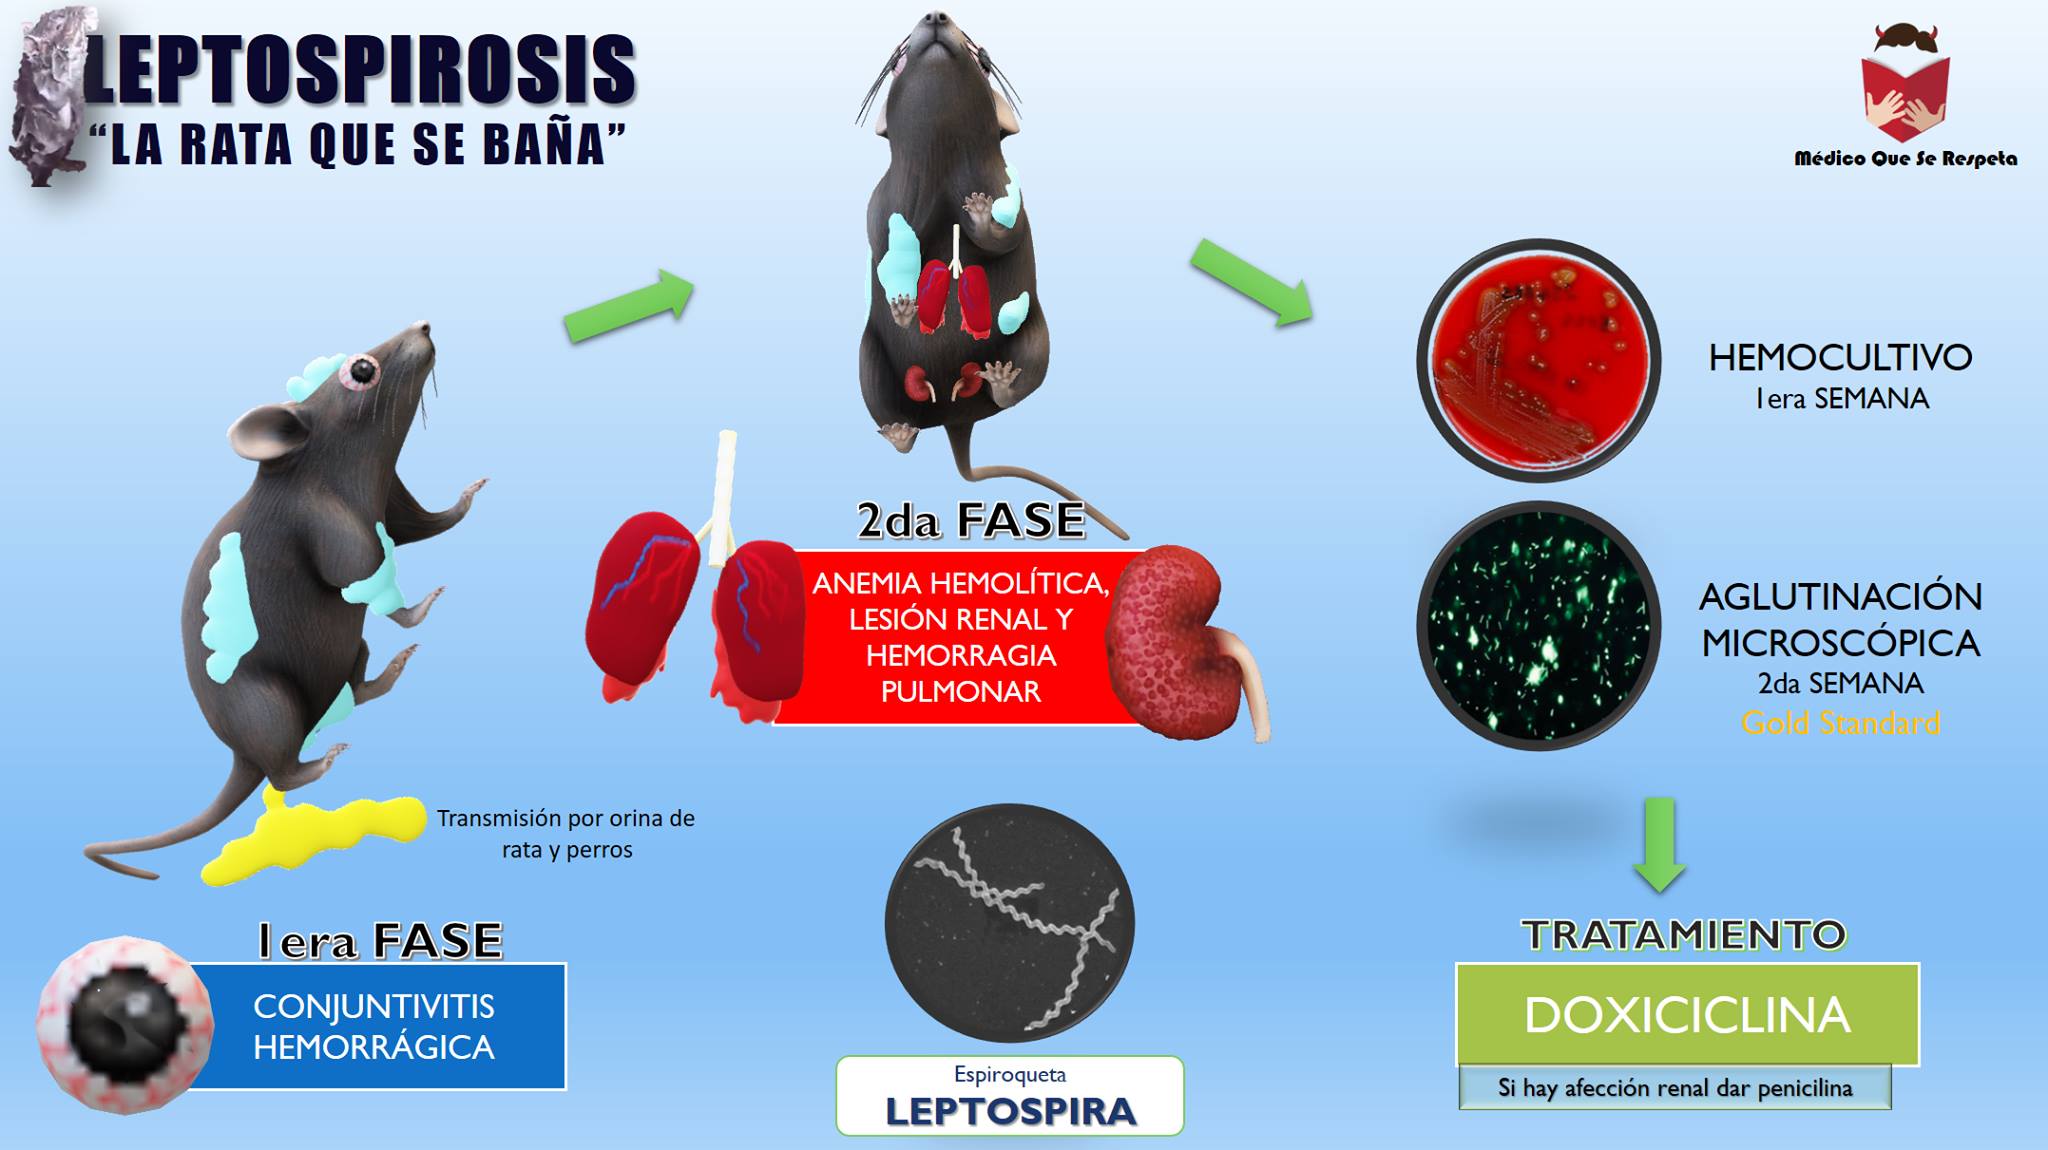 LEPTOSPIROSIS
“LA RATA QUE SE BAÑA”
Médico Que Se Respeta
HEMOCULTIVO
1era SEMANA
2da FASE
ANEMIA HEMOLÍTICA,
LESIÓN RENAL Y
HEMORRAGIA
PULMONAR
AGLUTINACIÓN
MICROSCÓPICA
2da SEMANA
Gold Standard
Transmisión por orina de
rata y perros
1era FASE
CONJUNTIVITIS
HEMORRÁGICA
Espiroqueta
LEPTOSPIRA
TRATAMIENTO
DOXICICLINA
Si hay afección renal dar penicilina